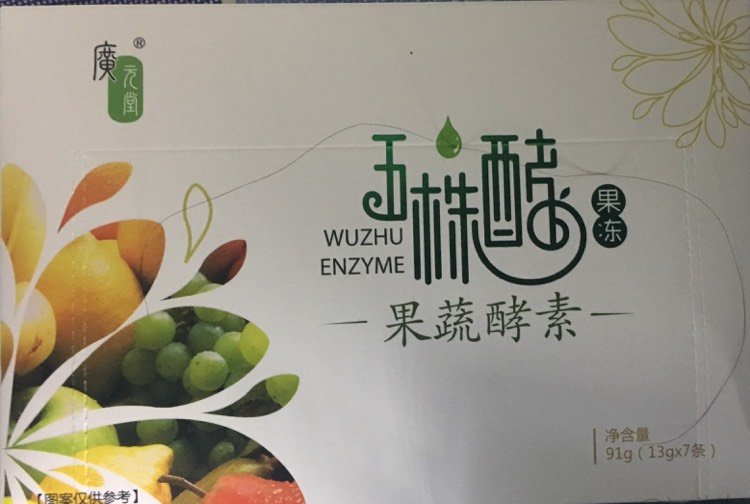 廣元堂®
五株酵
果冻
WUZHU
ENZYME
果蔬酵素
净含量
91g（13gx7条）
【图案仅供参考】